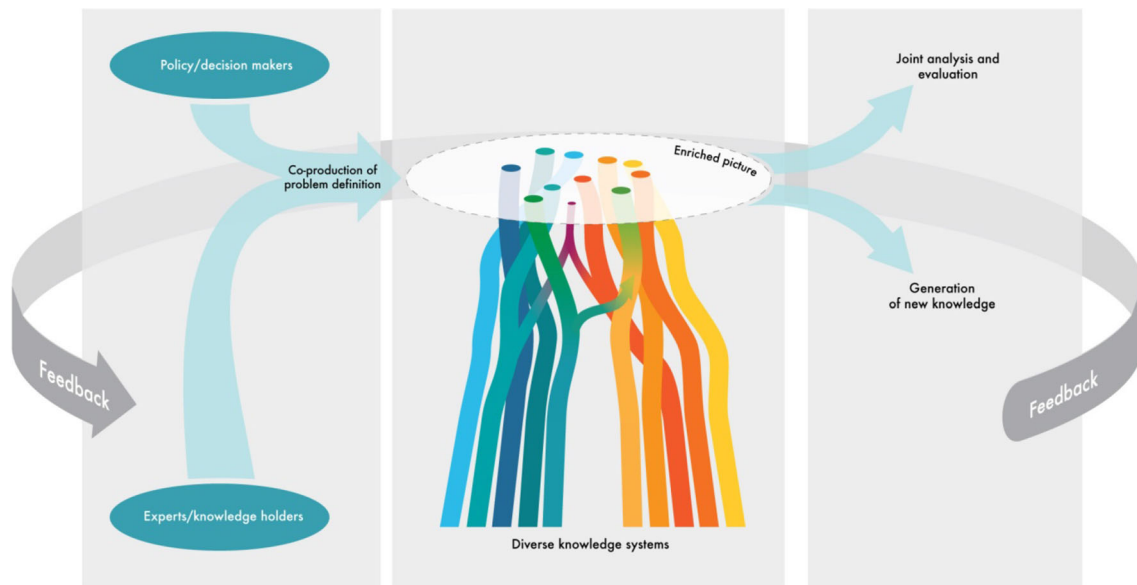 Policy/decision makers
Co-production of
problem definition
Experts/knowledge holders
Feedback
Enriched picture
Diverse knowledge systems
Joint analysis and
evaluation
Generation
of new knowledge
Feedback